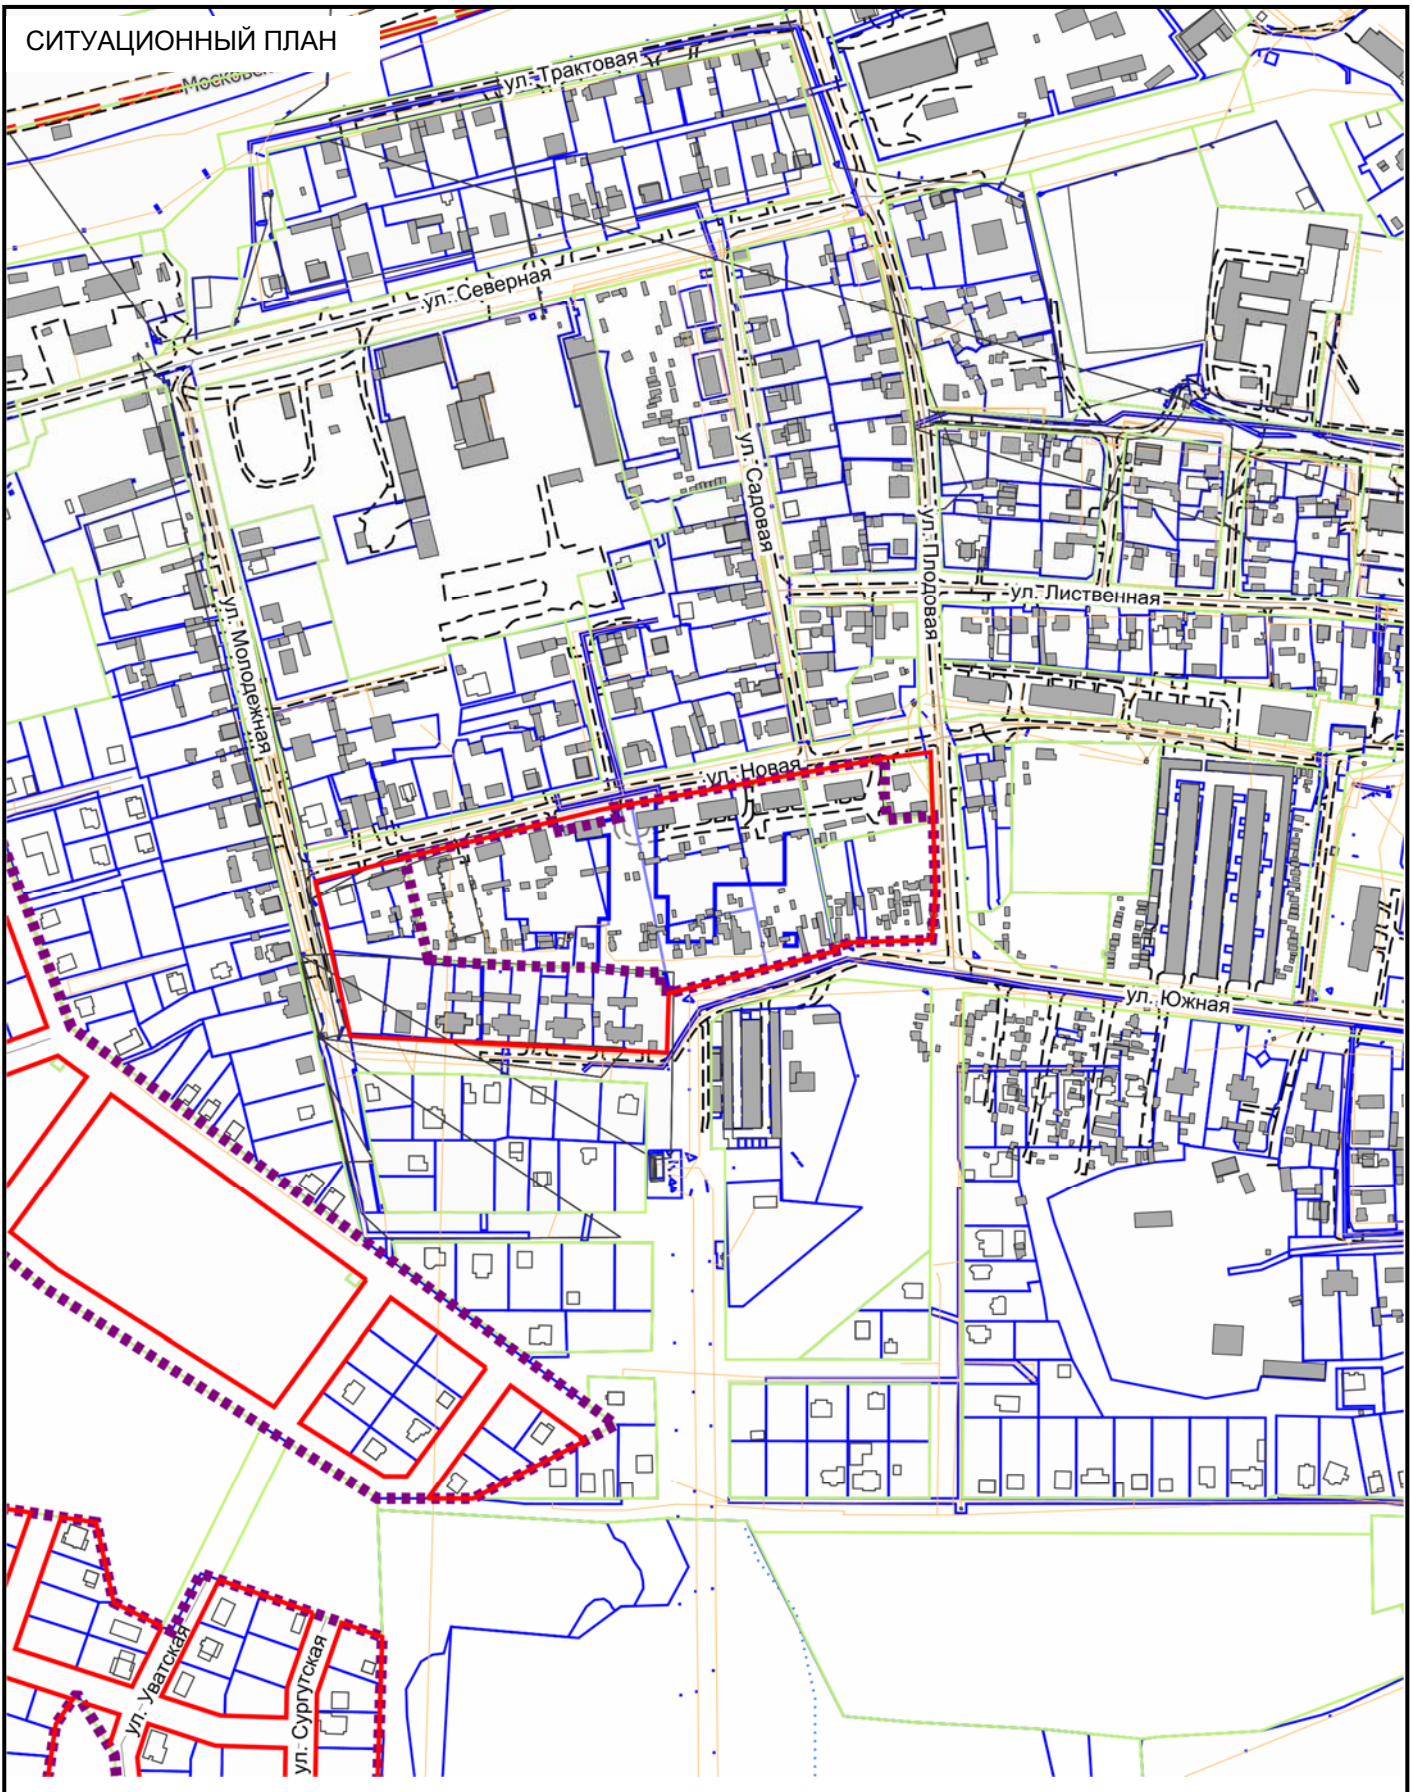 СИТУАЦИОННЫЙ ПЛАН
ул. Трактовая
ул. Северная
ул. Садовая
ул. Плодовая
ул. Лиственная
ул. Молодежная
ул. Новая
ул. Южная
ул. Уватская
ул. Сургутская